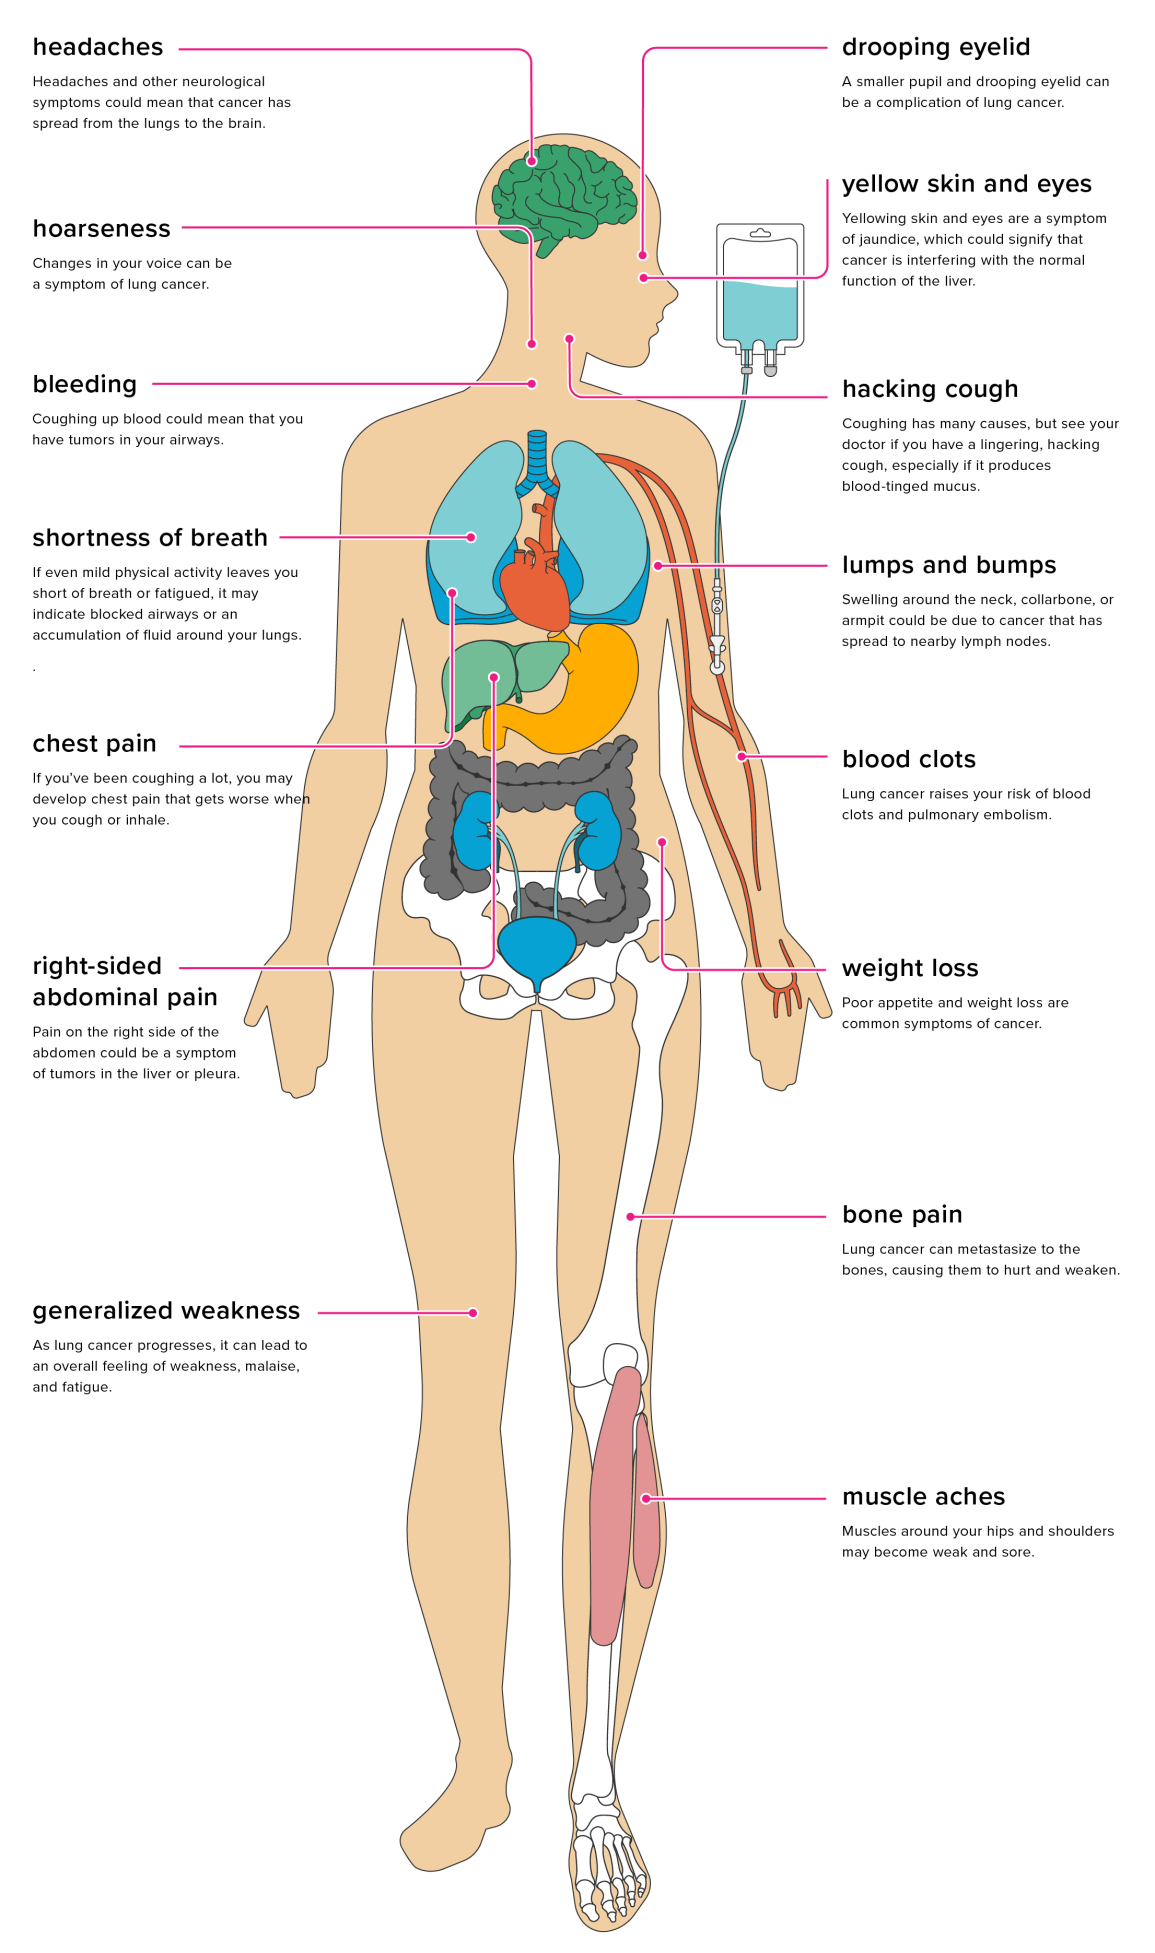 headaches
Headaches and other neurological
symptoms could mean that cancer has
spread from the lungs to the brain.
hoarseness
Changes in your voice can be
a symptom of lung cancer.
bleeding
Coughing up blood could mean that you
have tumors in your airways.
shortness of breath
If even mild physical activity leaves you
short of breath or fatigued, it may
indicate blocked airways or an
accumulation of fluid around your lungs.
.
chest pain
If you've been coughing a lot, you may
develop chest pain that gets worse when
you cough or inhale.
right-sided
abdominal pain
Pain on the right side of the
abdomen could be a symptom
of tumors in the liver or pleura.
generalized weakness
As lung cancer progresses, it can lead to
an overall feeling of weakness, malaise,
and fatigue.
drooping eyelid
A smaller pupil and drooping eyelid can
be a complication of lung cancer.
yellow skin and eyes
Yellowing skin and eyes are a symptom
of jaundice, which could signify that
cancer is interfering with the normal
function of the liver.
hacking cough
Coughing has many causes, but see your
doctor if you have a lingering, hacking
cough, especially if it produces
blood-tinged mucus.
lumps and bumps
Swelling around the neck, collarbone, or
armpit could be due to cancer that has
spread to nearby lymph nodes.
blood clots
Lung cancer raises your risk of blood
clots and pulmonary embolism.
weight loss
Poor appetite and weight loss are
common symptoms of cancer.
bone pain
Lung cancer can metastasize to the
bones, causing them to hurt and weaken.
muscle aches
Muscles around your hips and shoulders
may become weak and sore.